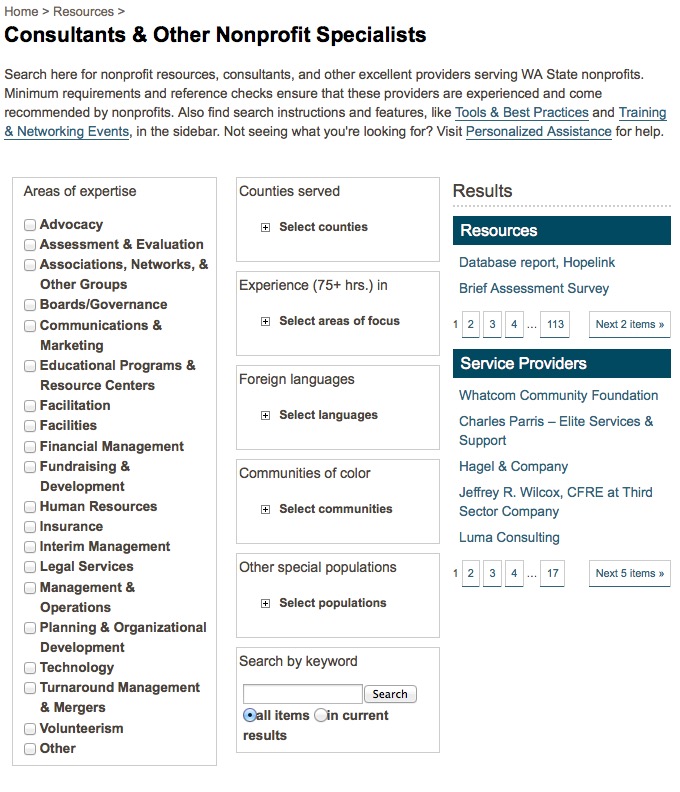 Home > Resources >
Consultants & Other Nonprofit Specialists
Search here for nonprofit resources, consultants, and other excellent providers serving WA State nonprofits.
Minimum requirements and reference checks ensure that these providers are experienced and come
recommended by nonprofits. Also find search instructions and features, like Tools & Best Practices and Training
& Networking Events, in the sidebar. Not seeing what you're looking for? Visit Personalized Assistance for help.
Areas of expertise
Advocacy
Assessment & Evaluation
Associations, Networks, &
Other Groups
Boards/Governance
Communications &
Marketing
Educational Programs &
Resource Centers
Facilitation
Facilities
Financial Management
Fundraising &
Development
Human Resources
Insurance
Interim Management
Legal Services
Management &
Operations
Planning & Organizational
Development
Technology
Turnaround Management
& Mergers
Volunteerism
Other
Counties served
Select counties
Experience (75+ hrs.) in
Select areas of focus
Foreign languages
Select languages
Communities of color
Select communities
Other special populations
Select populations
Search by keyword
Search
all items in current
results
Results
Resources
Database report, Hopelink
Brief Assessment Survey
1 2 3 4 ... 113 Next 2 items »
Service Providers
Whatcom Community Foundation
Charles Parris – Elite Services &
Support
Hagel & Company
Jeffrey R. Wilcox, CFRE at Third
Sector Company
Luma Consulting
1 2 3 4 ... 17 Next 5 items »